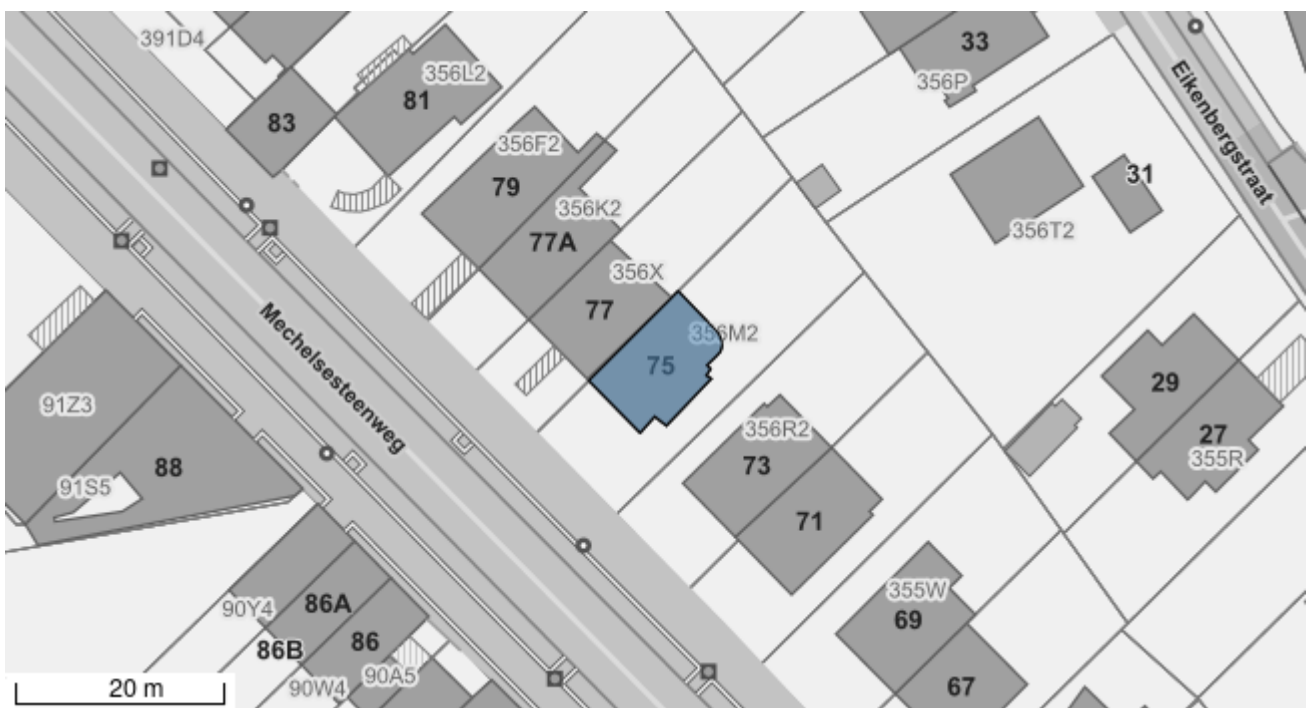 391D4
33
356L2
356P
81
83
Eikenbergstraat
356F2
79
31
356K2
77A
356T2
356X
77
Mechelsesteenweg
356M2
75
29
91Z3
27
356R2
355R
73
88
91S5
71
355W
86A
90Y4
69
86
86B
90A5
90W4
67
20 m